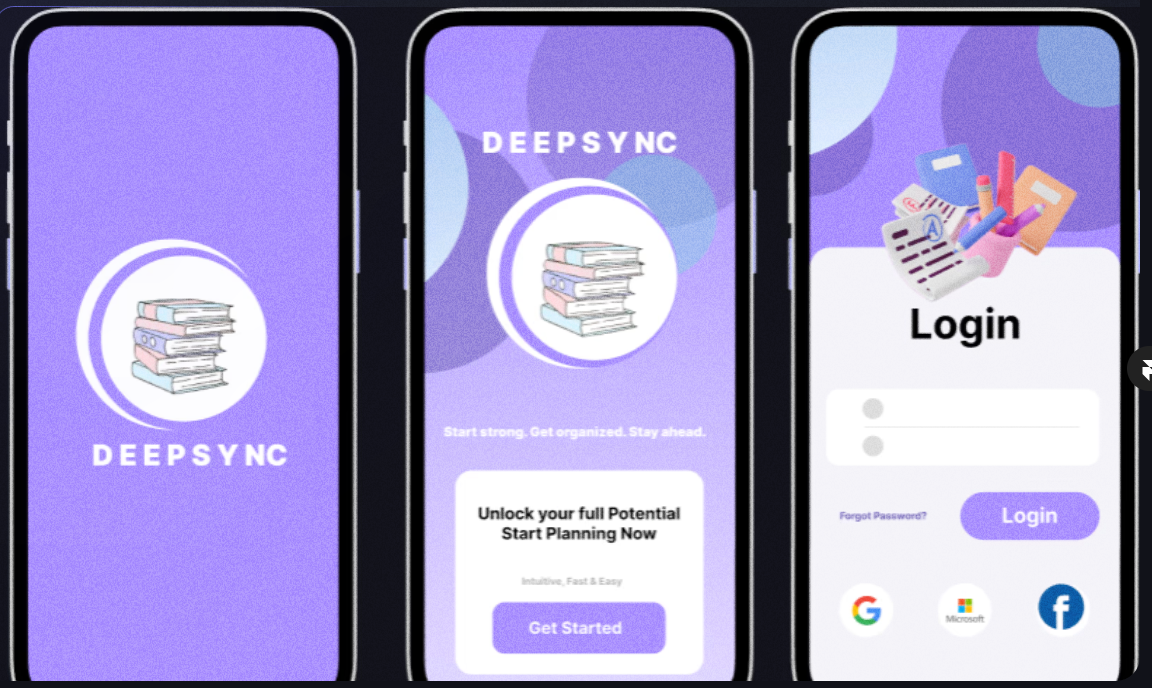 DEEPSYNC
DEEPSYNC
Start strong. Get organized. Stay ahead.
Unlock your full Potential
Start Planning Now
Intuitive, Fast & Easy
Get Started
A
Login
Forgot Password?
Login
Microsoft